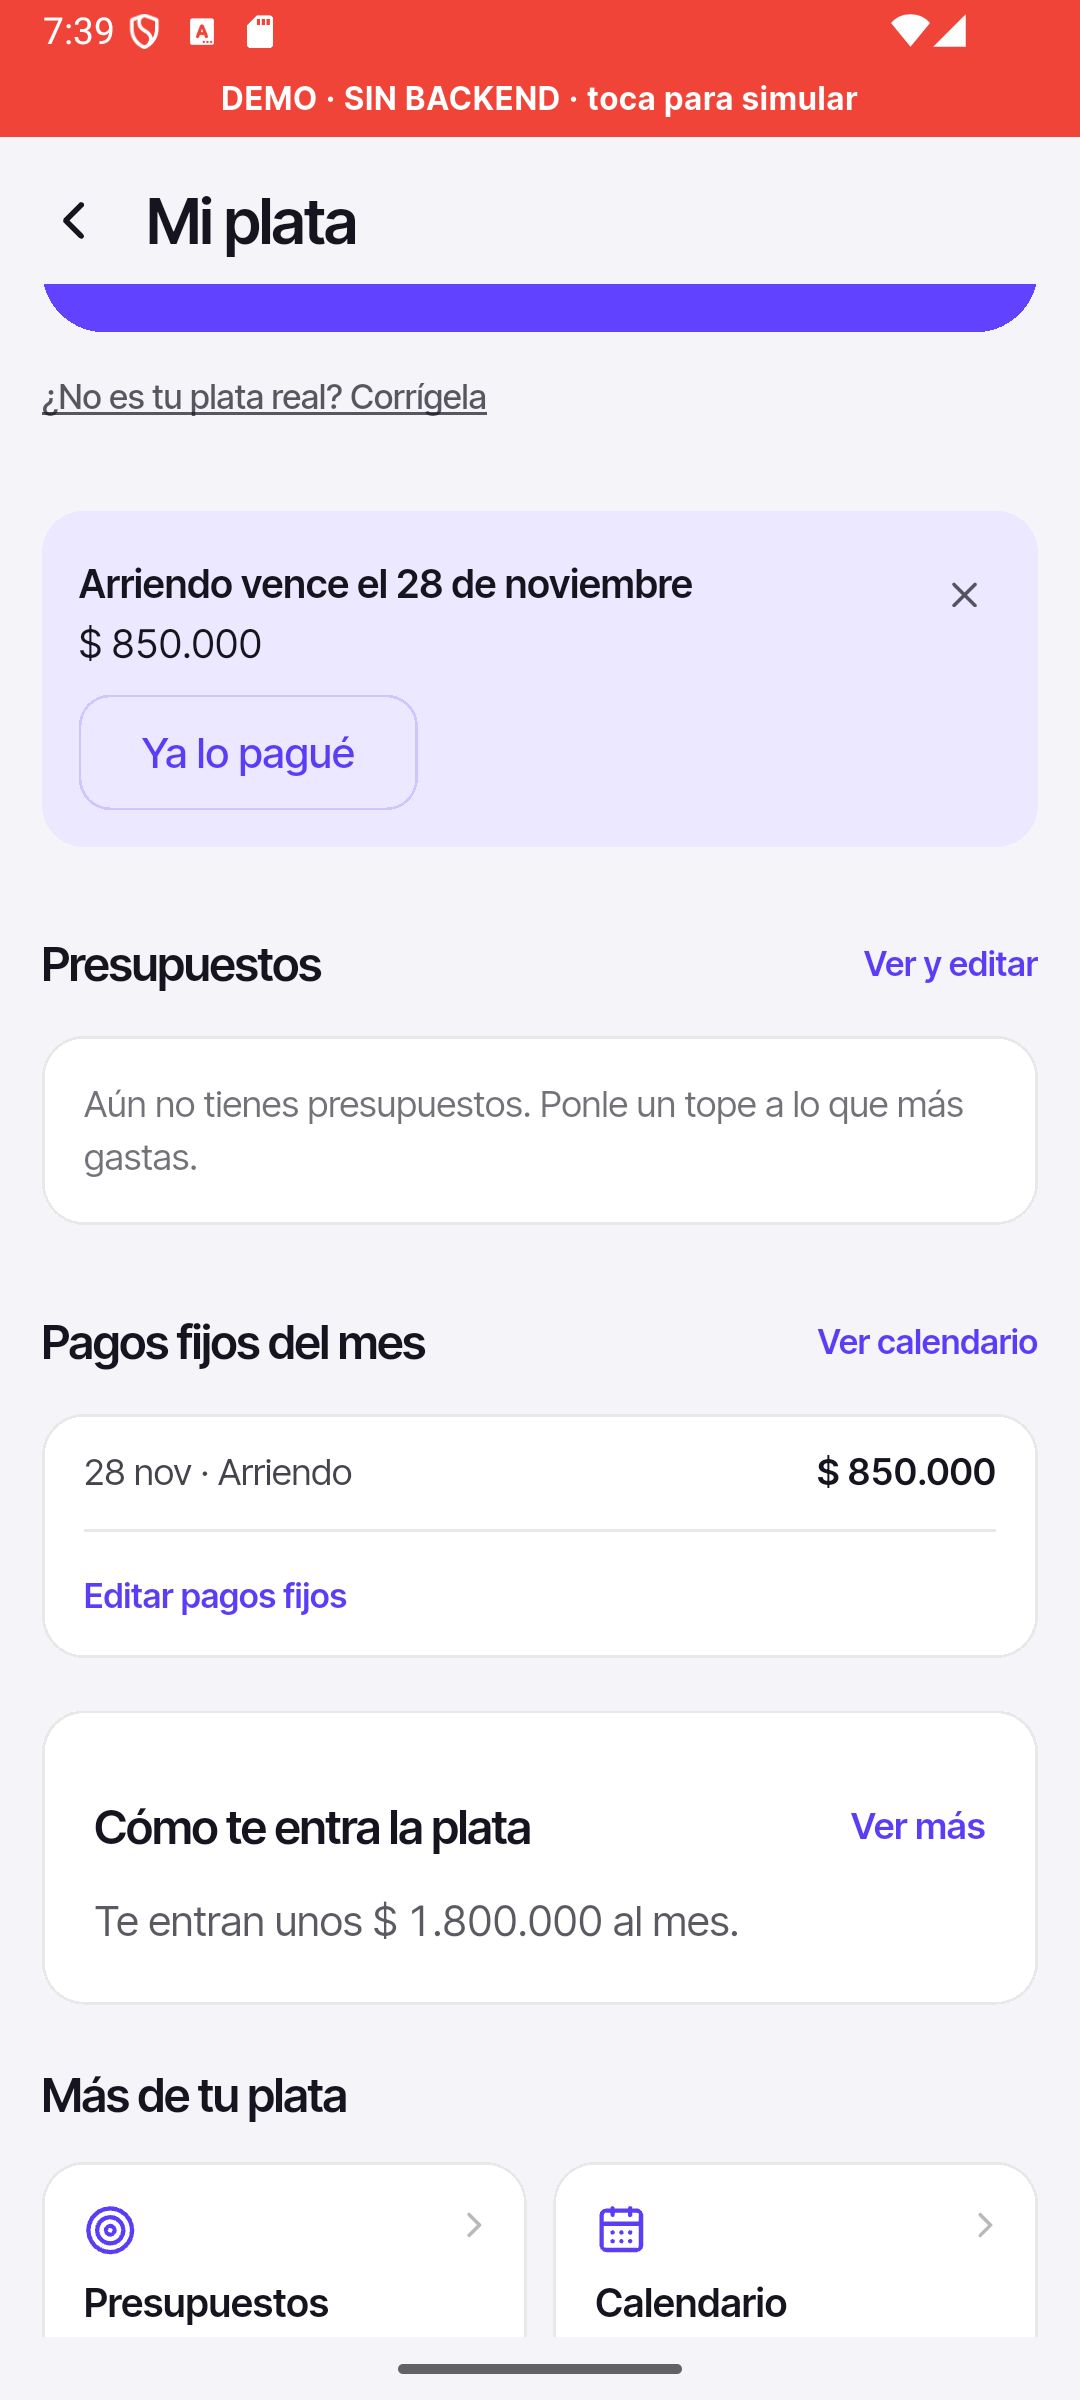 7:39
DEMO · SIN BACKEND · toca para simular
Mi plata
¿No es tu plata real? Corrígela
Arriendo vence el 28 de noviembre
$ 850.000
Ya lo pagué
Presupuestos
Ver y editar
Aún no tienes presupuestos. Ponle un tope a lo que más
gastas.
Pagos fijos del mes
Ver calendario
28 nov · Arriendo
$ 850.000
Editar pagos fijos
Cómo te entra la plata
Ver más
Te entran unos $ 1.800.000 al mes.
Más de tu plata
Presupuestos
Calendario